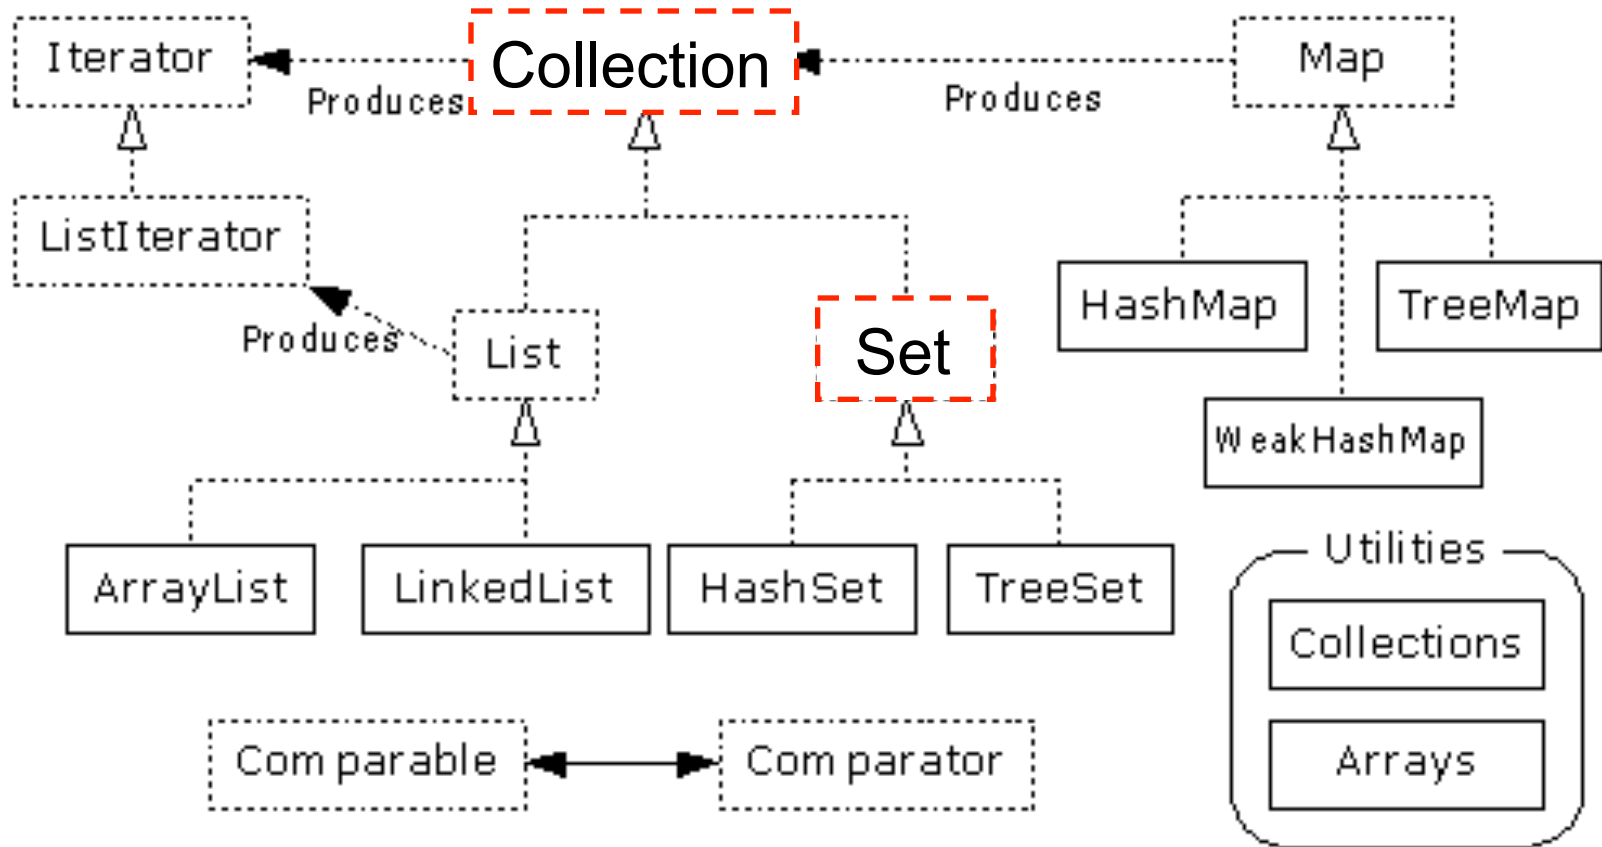 Iterator
Collection
Map
Produces
Produces
ListIterator
HashMap
TreeMap
Produces
List
Set
WeakHashMap
ArrayList
LinkedList
HashSet
TreeSet
Utilities
Collections
Comparable
Comparator
Arrays